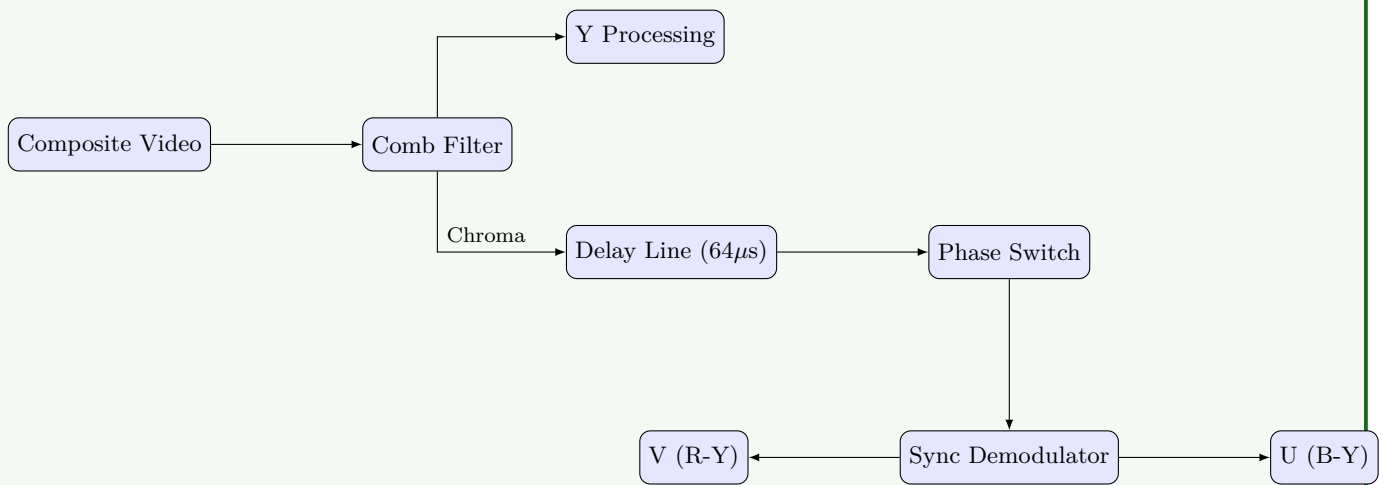 Y Processing
Composite Video
Comb Filter
Chroma
Delay Line (64μs)
Phase Switch
V (R-Y)
Sync Demodulator
U (B-Y)